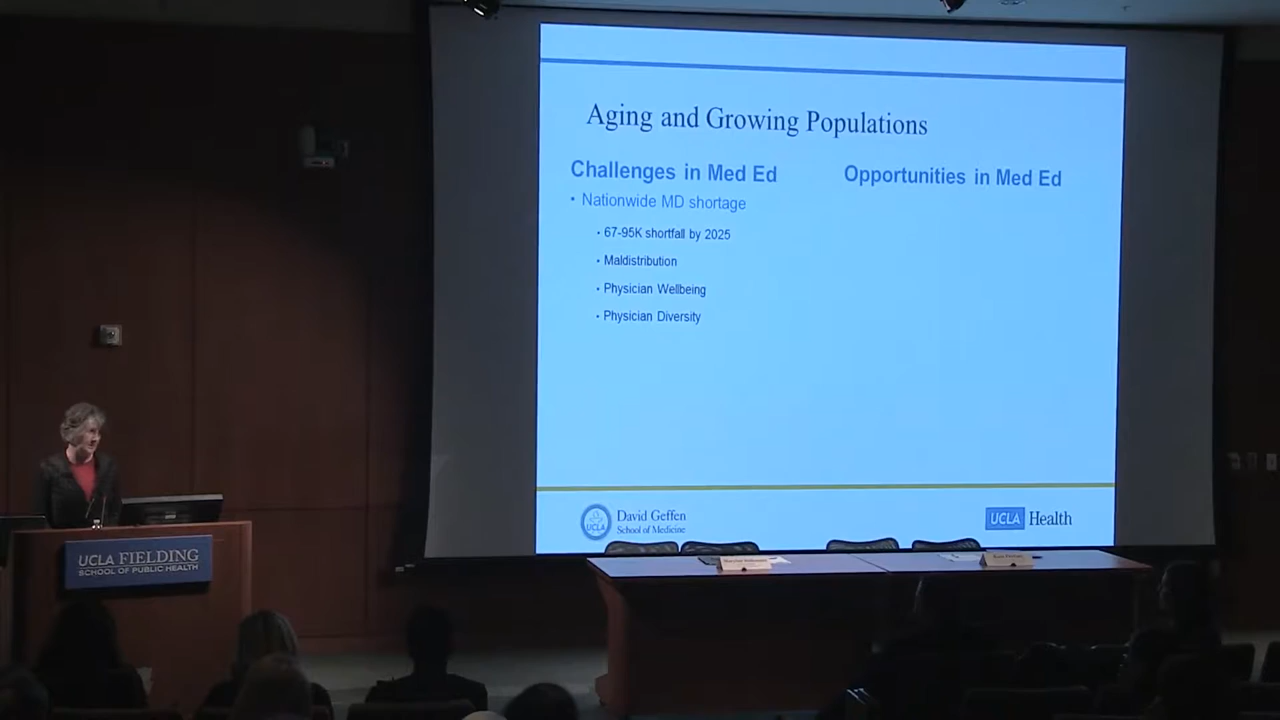 Aging and Growing Populations
Challenges in Med Ed
• Nationwide MD shortage
• 67-95K shortfall by 2025
• Maldistribution
• Physician Wellbeing
• Physician Diversity
Opportunities in Med Ed
UCLA
David Geffen
School of Medicine
UCLA Health
UCLA FIELDING
SCHOOL OF PUBLIC HEALTH